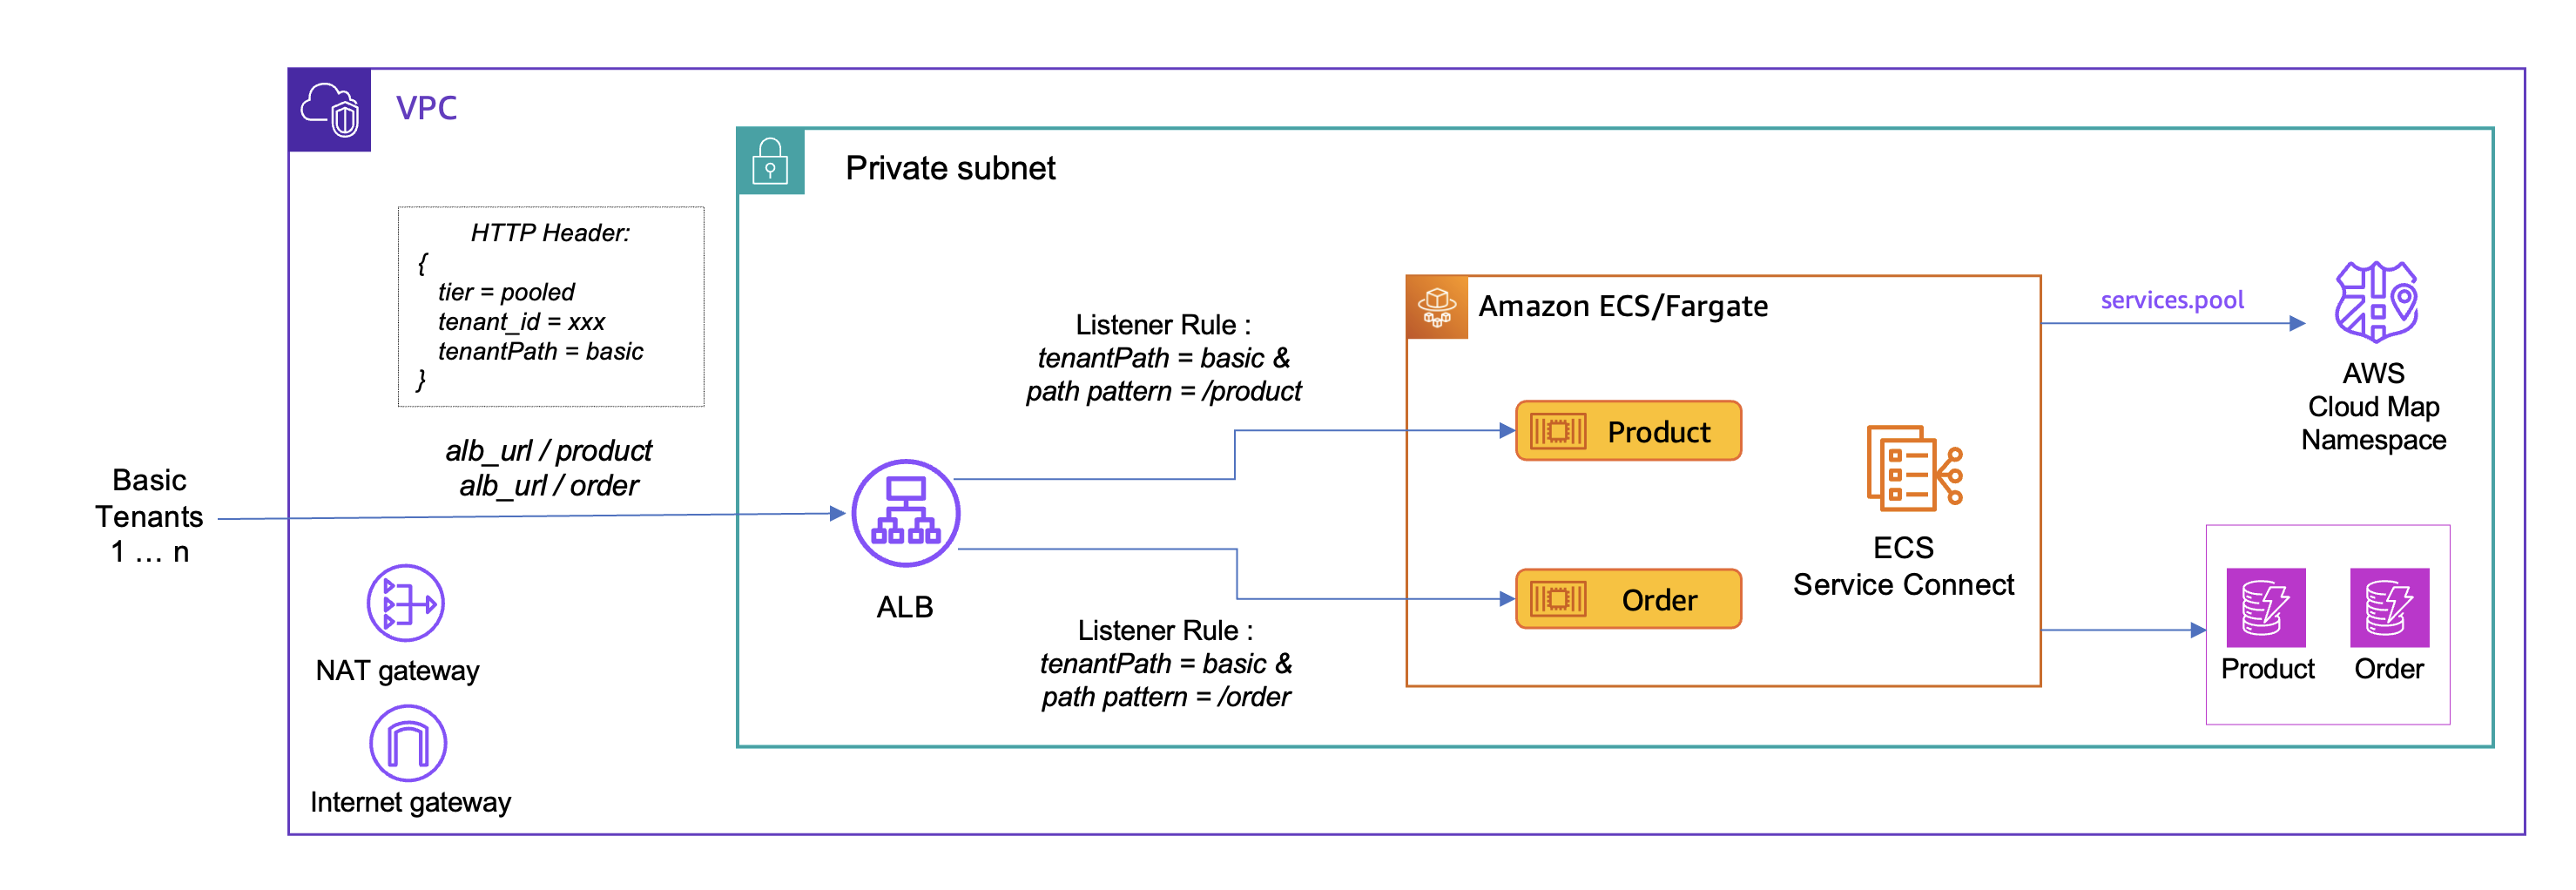 VPC
Private subnet
HTTP Header:
{
tier = pooled
tenant_id = xxx
tenantPath = basic
}
alb_url / product
alb_url / order
Basic
Tenants
1 … n
NAT gateway
Internet gateway
ALB
Listener Rule :
tenantPath = basic &
path pattern = /product
Listener Rule :
tenantPath = basic &
path pattern = /order
Amazon ECS/Fargate
Product
Order
ECS
Service Connect
services.pool
AWS
Cloud Map
Namespace
Product
Order